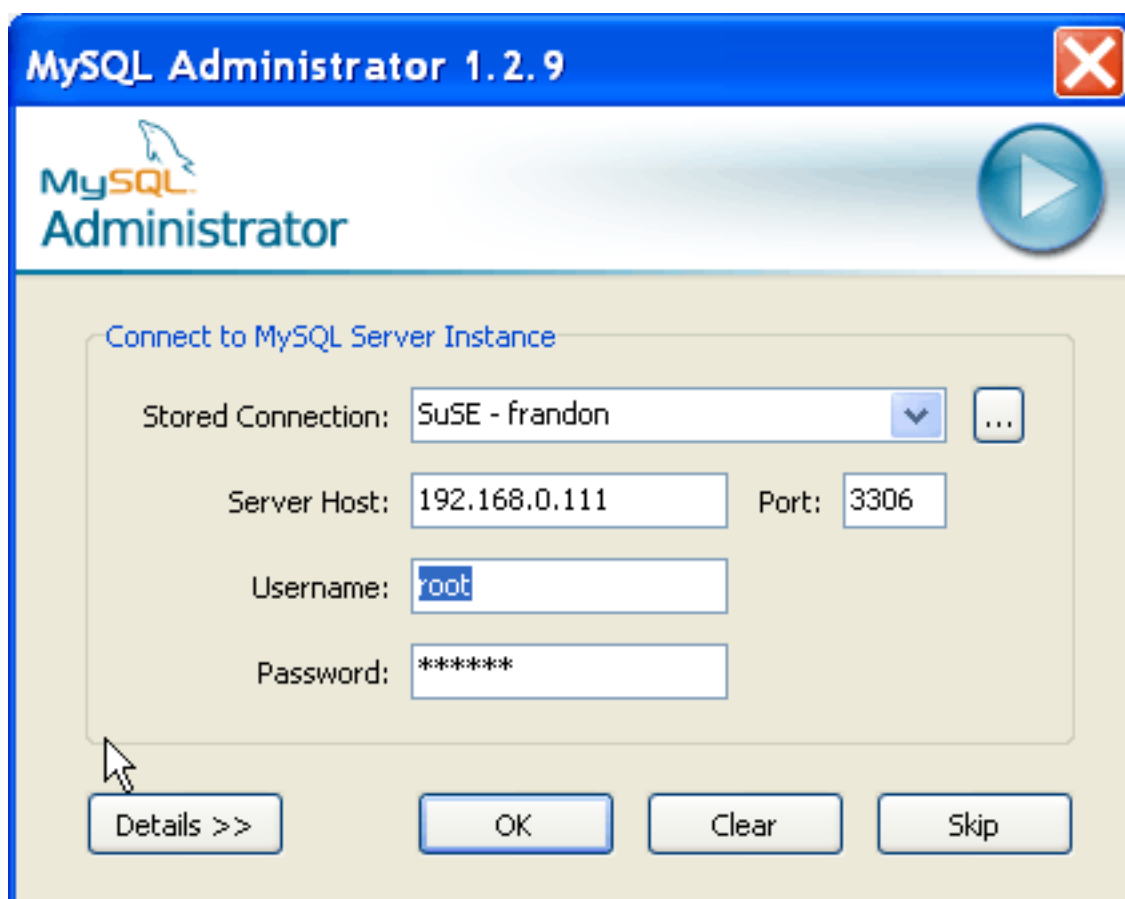 MySQL Administrator 1.2.9
MySQL
Administrator
Connect to MySQL Server Instance
Stored Connection: SuSE - frandon ...
Server Host: 192.168.0.111 Port: 3306
Username: root
Password: ******
Details >> OK Clear Skip